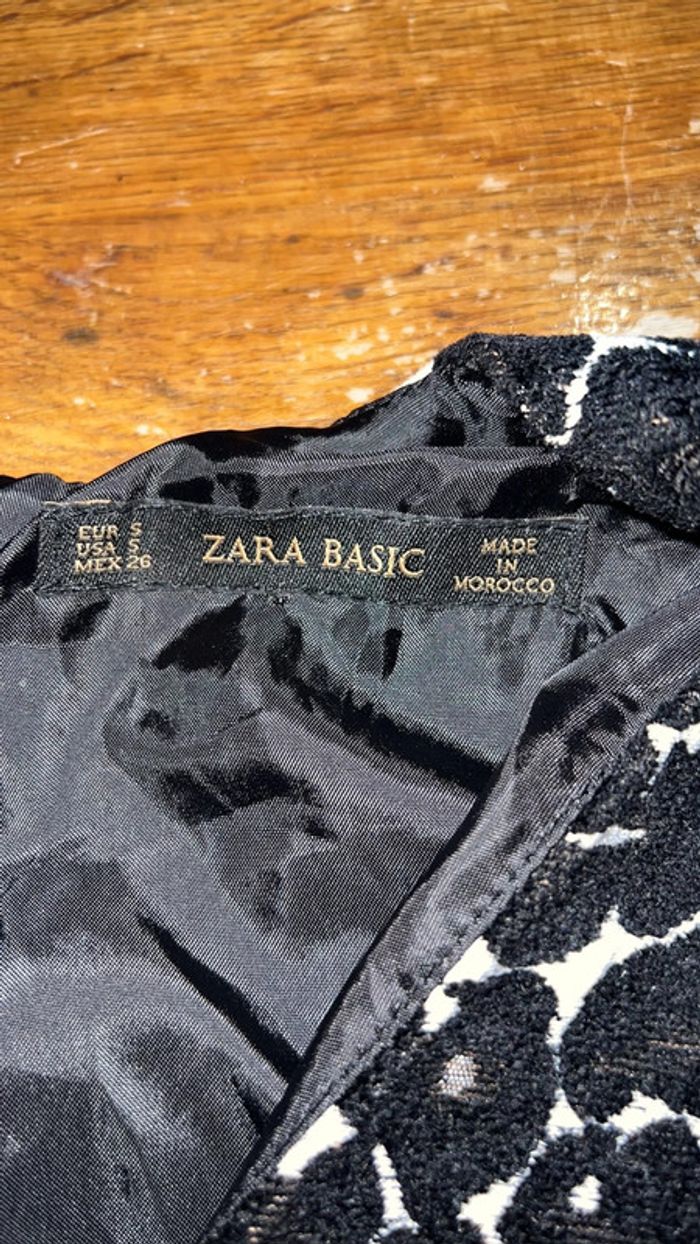 EUR S
USA S
MEX 26
ZARA BASIC
MADE
IN
MOROCCO